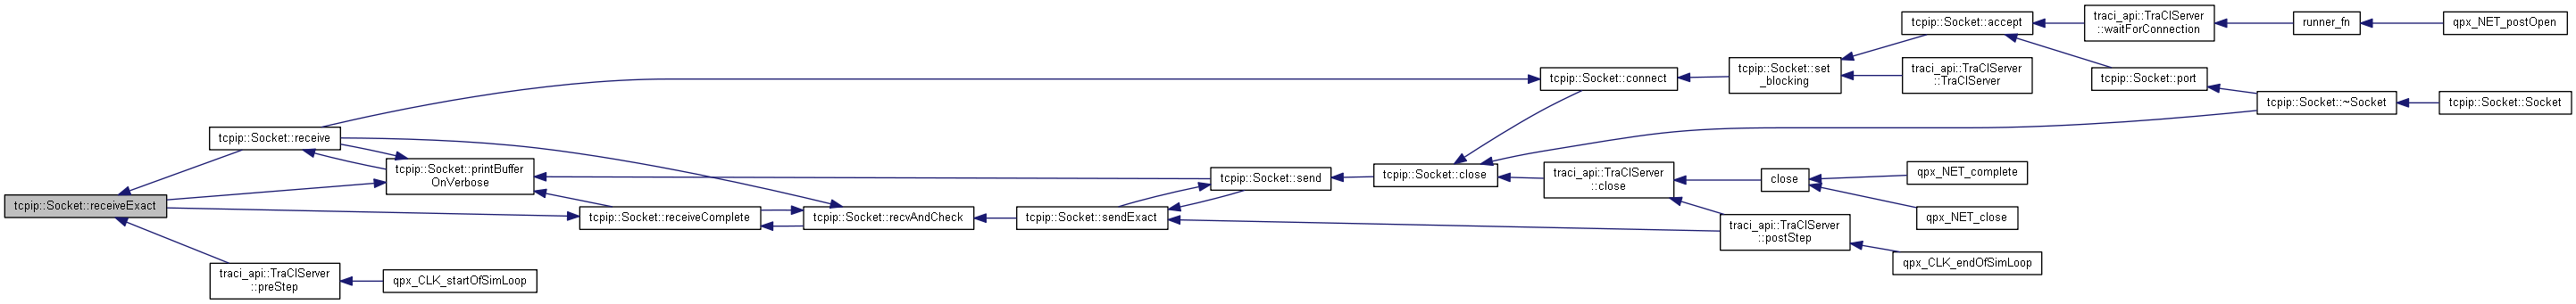 tcpip::Socket::receiveExact
tcpip::Socket::receive
traci_api::TraCIServer
::preStep
tcpip::Socket::printBuffer
OnVerbose
qpx_CLK_startOfSimLoop
tcpip::Socket::receiveComplete
tcpip::Socket::recvAndCheck
tcpip::Socket::sendExact
tcpip::Socket::send
tcpip::Socket::connect
tcpip::Socket::close
tcpip::Socket::set
_blocking
traci_api::TraCIServer
::close
traci_api::TraCIServer
::postStep
tcpip::Socket::accept
traci_api::TraCIServer
::TraCIServer
close
qpx_NET_complete
qpx_NET_close
qpx_CLK_endOfSimLoop
traci_api::TraCIServer
::waitForConnection
tcpip::Socket::port
runner_fn
tcpip::Socket::~Socket
qpx_NET_postOpen
tcpip::Socket::Socket